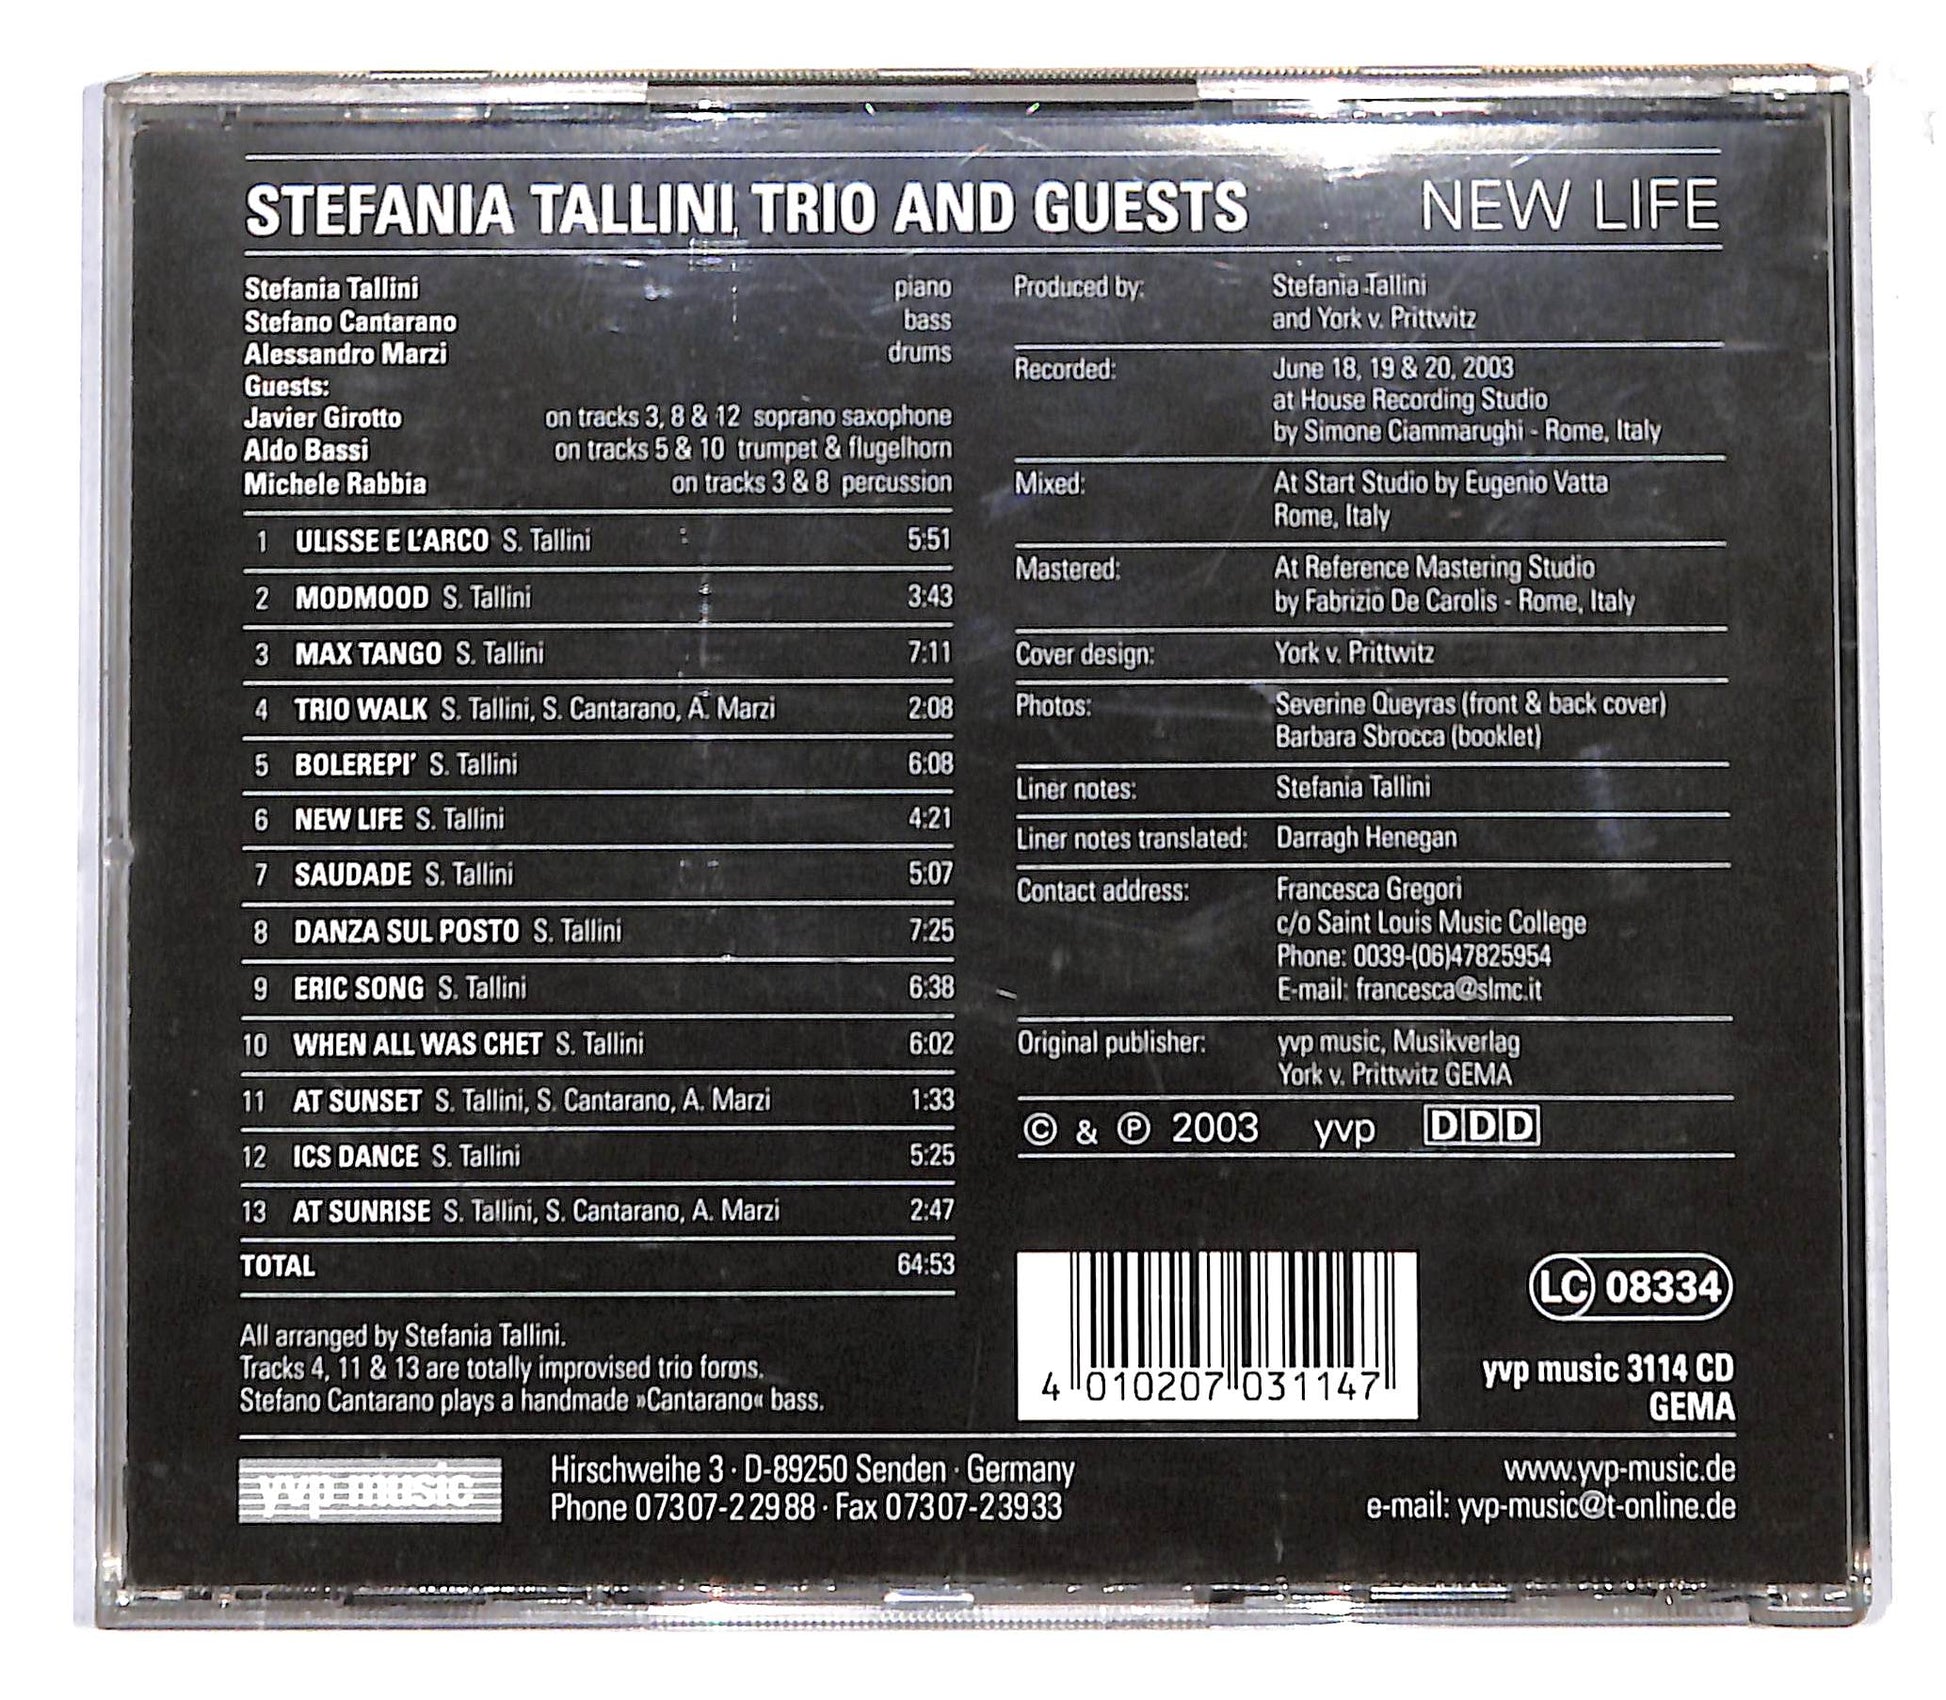 STEFANIA TALLINI TRIO AND GUESTS NEW LIFE
Stefania Tallini piano
Stefano Cantarano bass
Alessandro Marzi drums
Guests:
Javier Girotto on tracks 3, 8 & 12 soprano saxophone
Aldo Bassi on tracks 5 & 10 trumpet & flugelhorn
Michele Rabbia on tracks 3 & 8 percussion
1 ULISSE E L'ARCO S. Tallini 5:51
2 MODMOOD S. Tallini 3:43
3 MAX TANGO S. Tallini 7:11
4 TRIO WALK S. Tallini, S. Cantarano, A. Marzi 2:08
5 BOLEREPI' S. Tallini 6:08
6 NEW LIFE S. Tallini 4:21
7 SAUDADE S. Tallini 5:07
8 DANZA SUL POSTO S. Tallini 7:25
9 ERIC SONG S. Tallini 6:38
10 WHEN ALL WAS CHET S. Tallini 6:02
11 AT SUNSET S. Tallini, S. Cantarano, A. Marzi 1:33
12 ICS DANCE S. Tallini 5:25
13 AT SUNRISE S. Tallini, S. Cantarano, A. Marzi 2:47
TOTAL 64:53
All arranged by Stefania Tallini.
Tracks 4, 11 & 13 are totally improvised trio forms.
Stefano Cantarano plays a handmade »Cantarano« bass.
Produced by: Stefania Tallini
and York v. Prittwitz
Recorded: June 18, 19 & 20, 2003
at House Recording Studio
by Simone Ciammarughi - Rome, Italy
Mixed: At Start Studio by Eugenio Vatta
Rome, Italy
Mastered: At Reference Mastering Studio
by Fabrizio De Carolis - Rome, Italy
Cover design: York v. Prittwitz
Photos: Severine Queyras (front & back cover)
Barbara Sbrocca (booklet)
Liner notes: Stefania Tallini
Liner notes translated: Darragh Henegan
Contact address: Francesca Gregori
c/o Saint Louis Music College
Phone: 0039-(06)47825954
E-mail: francesca@slmc.it
Original publisher: yvp music, Musikverlag
York v. Prittwitz GEMA
© & ℗ 2003 yvp DDD
4 010207 031147
LC 08334
yvp music 3114 CD
GEMA
yvp music
Hirschweihe 3 · D-89250 Senden · Germany
Phone 07307-22988 · Fax 07307-23933
www.yvp-music.de
e-mail: yvp-music@t-online.de